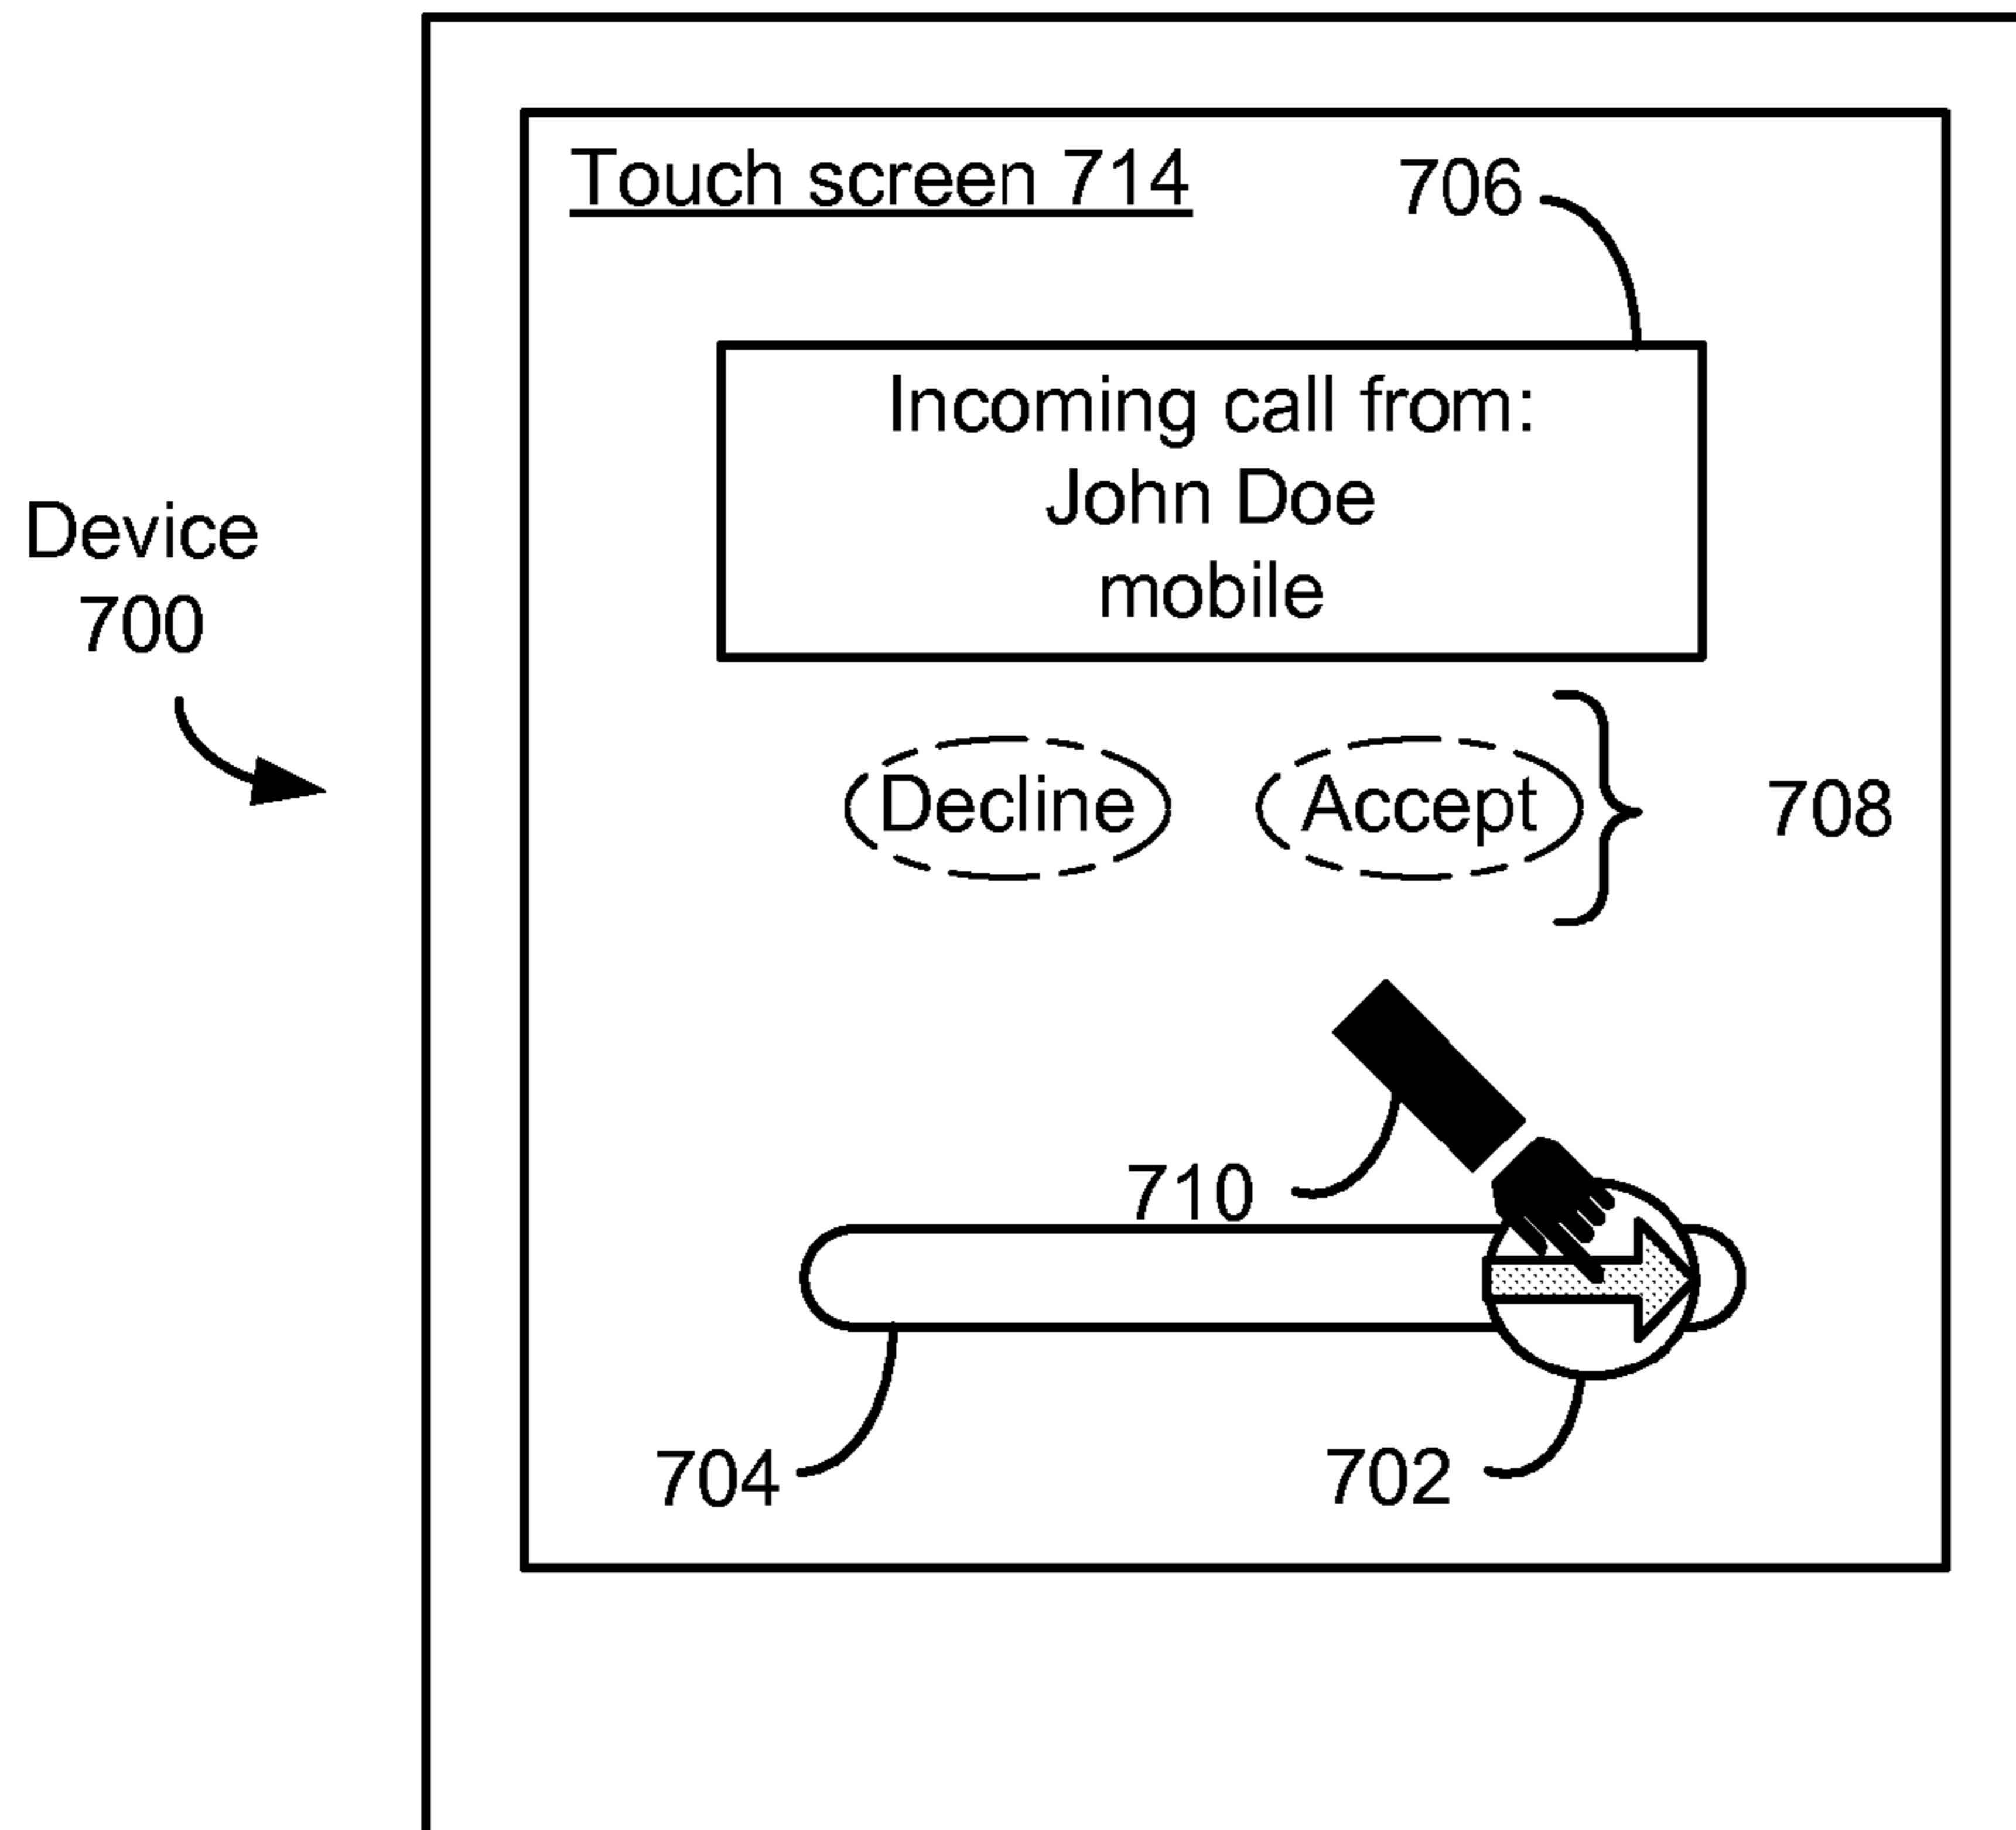 Touch screen 714
706
Incoming call from:
John Doe
mobile
Device
700
Decline
Accept
708
710
704
702